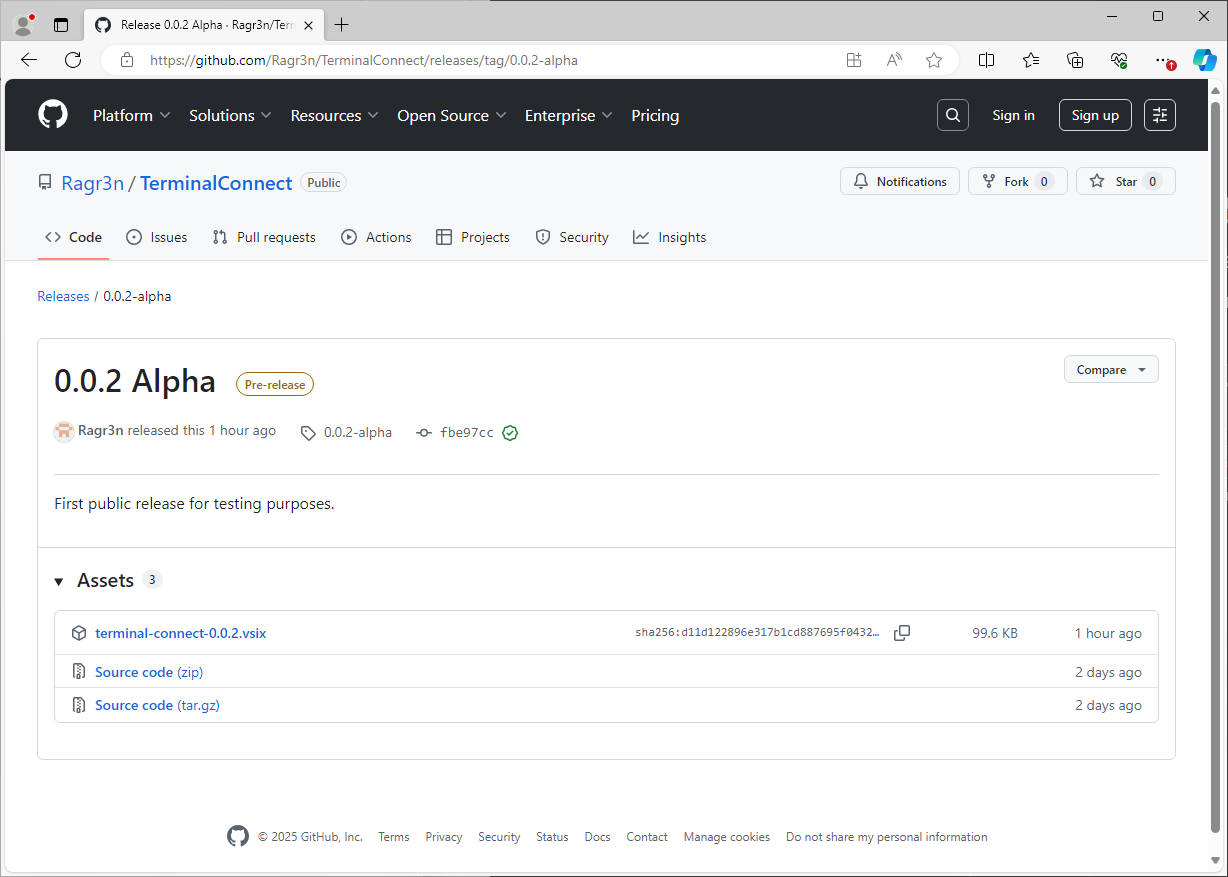 Release 0.0.2 Alpha · Ragr3n/Tern
https://github.com/Ragr3n/TerminalConnect/releases/tag/0.0.2-alpha
Platform Solutions Resources Open Source Enterprise Pricing Sign in Sign up
Ragr3n / TerminalConnect Public Notifications Fork 0 Star 0
Code Issues Pull requests Actions Projects Security Insights
Releases / 0.0.2-alpha
0.0.2 Alpha Pre-release Compare
Ragr3n released this 1 hour ago 0.0.2-alpha fbe97cc
First public release for testing purposes.
Assets 3
terminal-connect-0.0.2.vsix sha256:d11d122896e317b1cd887695f0432… 99.6 KB 1 hour ago
Source code (zip) 2 days ago
Source code (tar.gz) 2 days ago
© 2025 GitHub, Inc. Terms Privacy Security Status Docs Contact Manage cookies Do not share my personal information